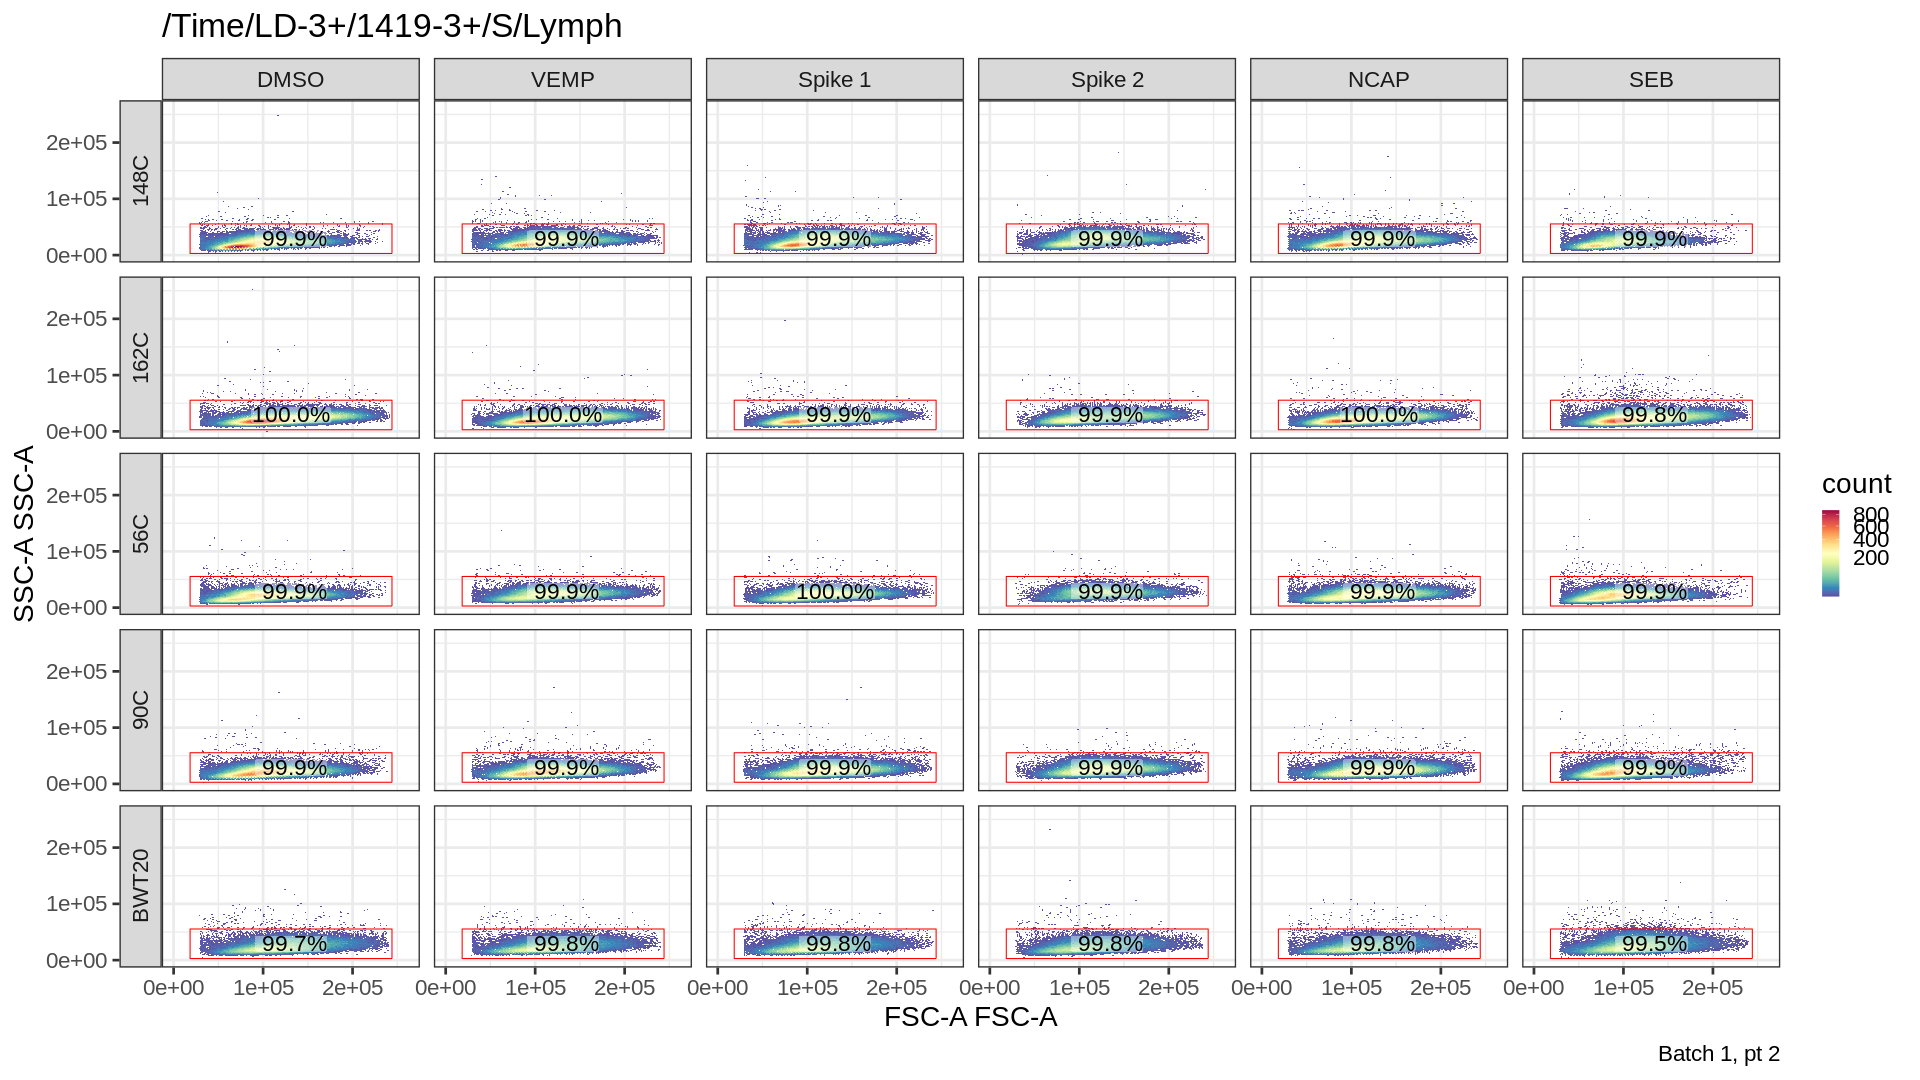 /Time/LD-3+/1419-3+/S/Lymph
DMSO VEMP Spike 1 Spike 2 NCAP SEB
148C
2e+05
1e+05
0e+00
99.9% 99.9% 99.9% 99.9% 99.9% 99.9%
162C
2e+05
1e+05
0e+00
100.0% 100.0% 99.9% 99.9% 100.0% 99.8%
56C
2e+05
1e+05
0e+00
99.9% 99.9% 100.0% 99.9% 99.9% 99.9%
90C
2e+05
1e+05
0e+00
99.9% 99.9% 99.9% 99.9% 99.9% 99.9%
BWT20
2e+05
1e+05
0e+00
99.7% 99.8% 99.8% 99.8% 99.8% 99.5%
0e+00 1e+05 2e+05 0e+00 1e+05 2e+05 0e+00 1e+05 2e+05 0e+00 1e+05 2e+05 0e+00 1e+05 2e+05 0e+00 1e+05 2e+05
FSC-A FSC-A
SSC-A SSC-A
count
800
600
400
200
Batch 1, pt 2